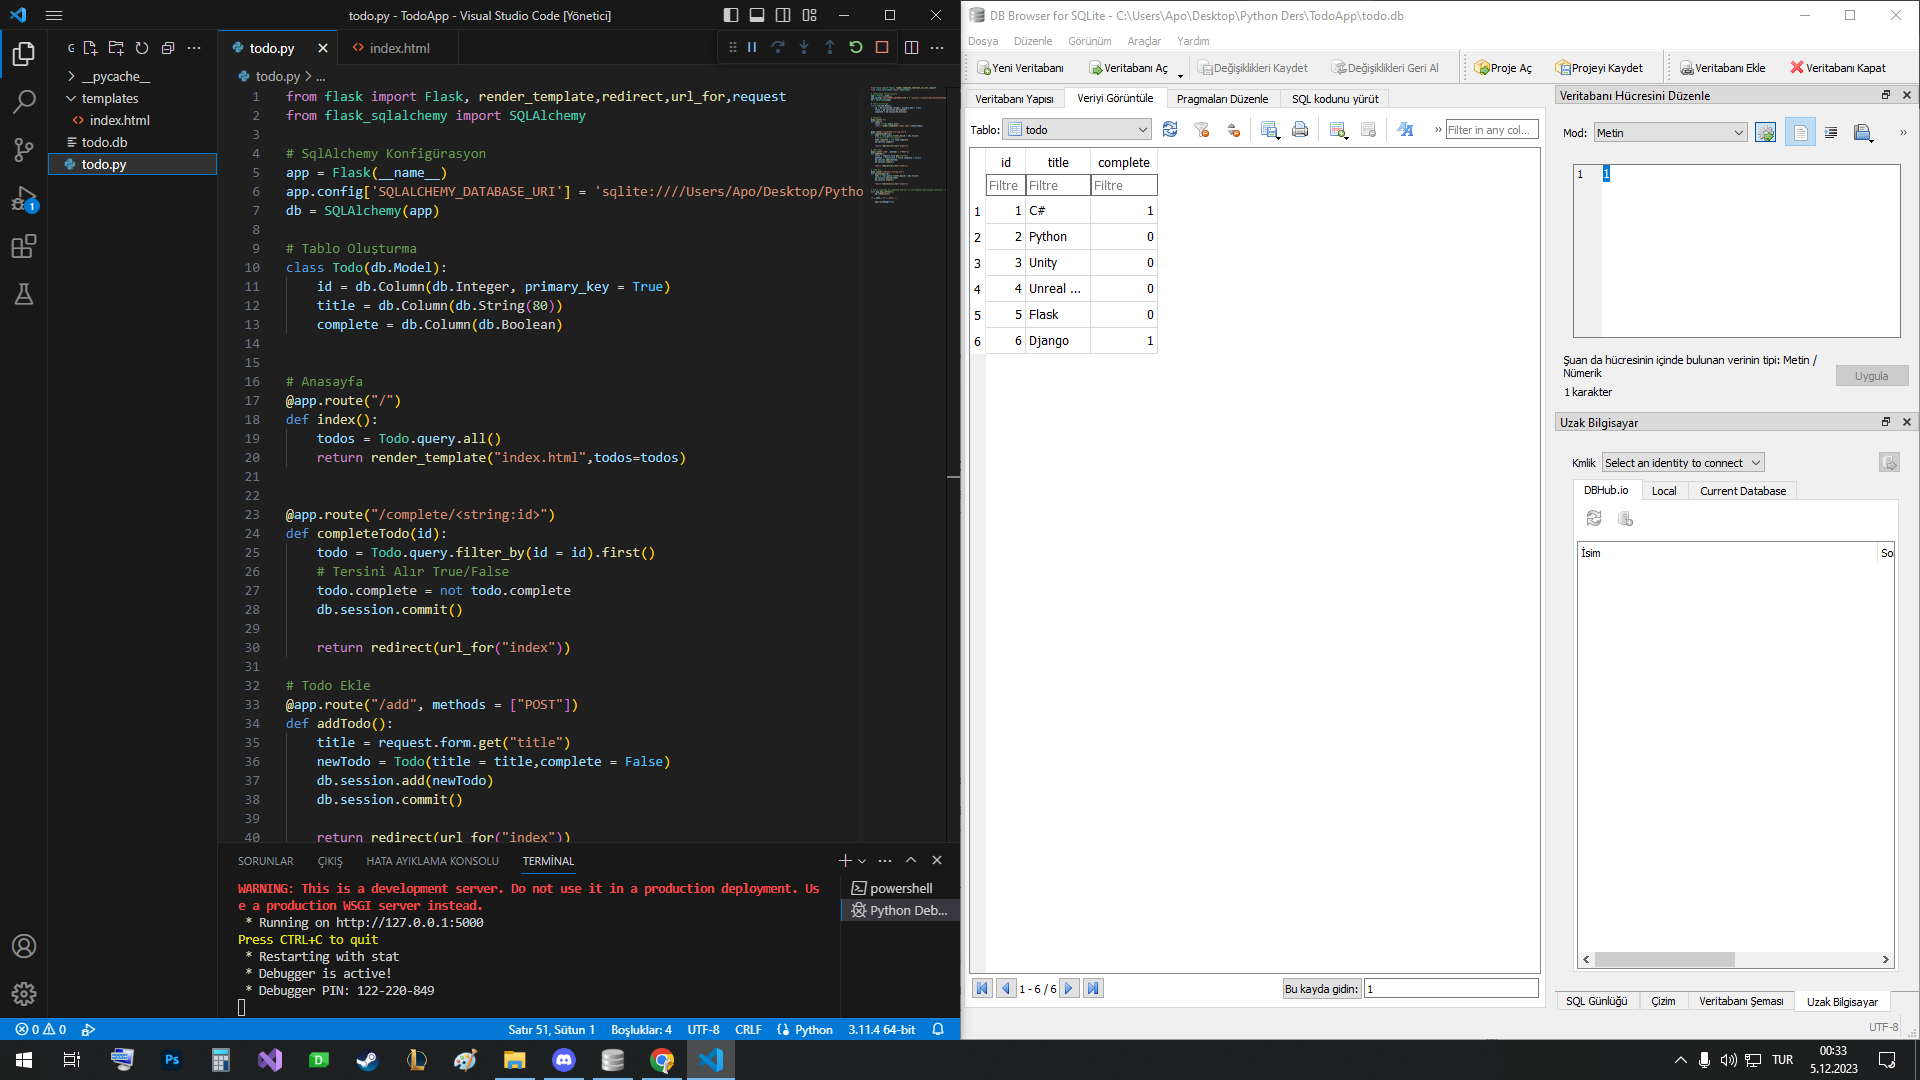 todo.py - TodoApp - Visual Studio Code [Yönetici]
todo.py
index.html
__pycache__
templates
index.html
todo.db
todo.py
todo.py > ...
1 from flask import Flask, render_template,redirect,url_for,request
2 from flask_sqlalchemy import SQLAlchemy
3
4 # SqlAlchemy Konfigürasyon
5 app = Flask(__name__)
6 app.config['SQLALCHEMY_DATABASE_URI'] = 'sqlite:////Users/Apo/Desktop/Pytho
7 db = SQLAlchemy(app)
8
9 # Tablo Oluşturma
10 class Todo(db.Model):
11 id = db.Column(db.Integer, primary_key = True)
12 title = db.Column(db.String(80))
13 complete = db.Column(db.Boolean)
14
15
16 # Anasayfa
17 @app.route("/")
18 def index():
19 todos = Todo.query.all()
20 return render_template("index.html",todos=todos)
21
22
23 @app.route("/complete/<string:id>")
24 def completeTodo(id):
25 todo = Todo.query.filter_by(id = id).first()
26 # Tersini Alır True/False
27 todo.complete = not todo.complete
28 db.session.commit()
29
30 return redirect(url_for("index"))
31
32 # Todo Ekle
33 @app.route("/add", methods = ["POST"])
34 def addTodo():
35 title = request.form.get("title")
36 newTodo = Todo(title = title,complete = False)
37 db.session.add(newTodo)
38 db.session.commit()
39
40 return redirect(url_for("index"))
SORUNLAR ÇIKIŞ HATA AYIKLAMA KONSOLU TERMİNAL
WARNING: This is a development server. Do not use it in a production deployment. Us
e a production WSGI server instead.
* Running on http://127.0.0.1:5000
Press CTRL+C to quit
* Restarting with stat
* Debugger is active!
* Debugger PIN: 122-220-849
powershell
Python Deb...
1
0 0 Satır 51, Sütun 1 Boşluklar: 4 UTF-8 CRLF Python 3.11.4 64-bit
DB Browser for SQLite - C:\Users\Apo\Desktop\Python Ders\TodoApp\todo.db
Dosya Düzenle Görünüm Araçlar Yardım
Yeni Veritabanı Veritabanı Aç Değişiklikleri Kaydet Değişiklikleri Geri Al Proje Aç Projeyi Kaydet Veritabanı Ekle Veritabanı Kapat
Veritabanı Yapısı Veriyi Görüntüle Pragmaları Düzenle SQL kodunu yürüt
Tablo: todo Filter in any col...
id title complete
Filtre Filtre Filtre
1 1 C# 1
2 2 Python 0
3 3 Unity 0
4 4 Unreal ... 0
5 5 Flask 0
6 6 Django 1
1 - 6 / 6
Bu kayda gidin: 1
Veritabanı Hücresini Düzenle
Mod: Metin
1 1
Şuan da hücresinin içinde bulunan verinin tipi: Metin /
Nümerik
1 karakter
Uygula
Uzak Bilgisayar
Kmlik Select an identity to connect
DBHub.io Local Current Database
İsim So
SQL Günlüğü Çizim Veritabanı Şeması Uzak Bilgisayar
UTF-8
TUR
00:33
5.12.2023